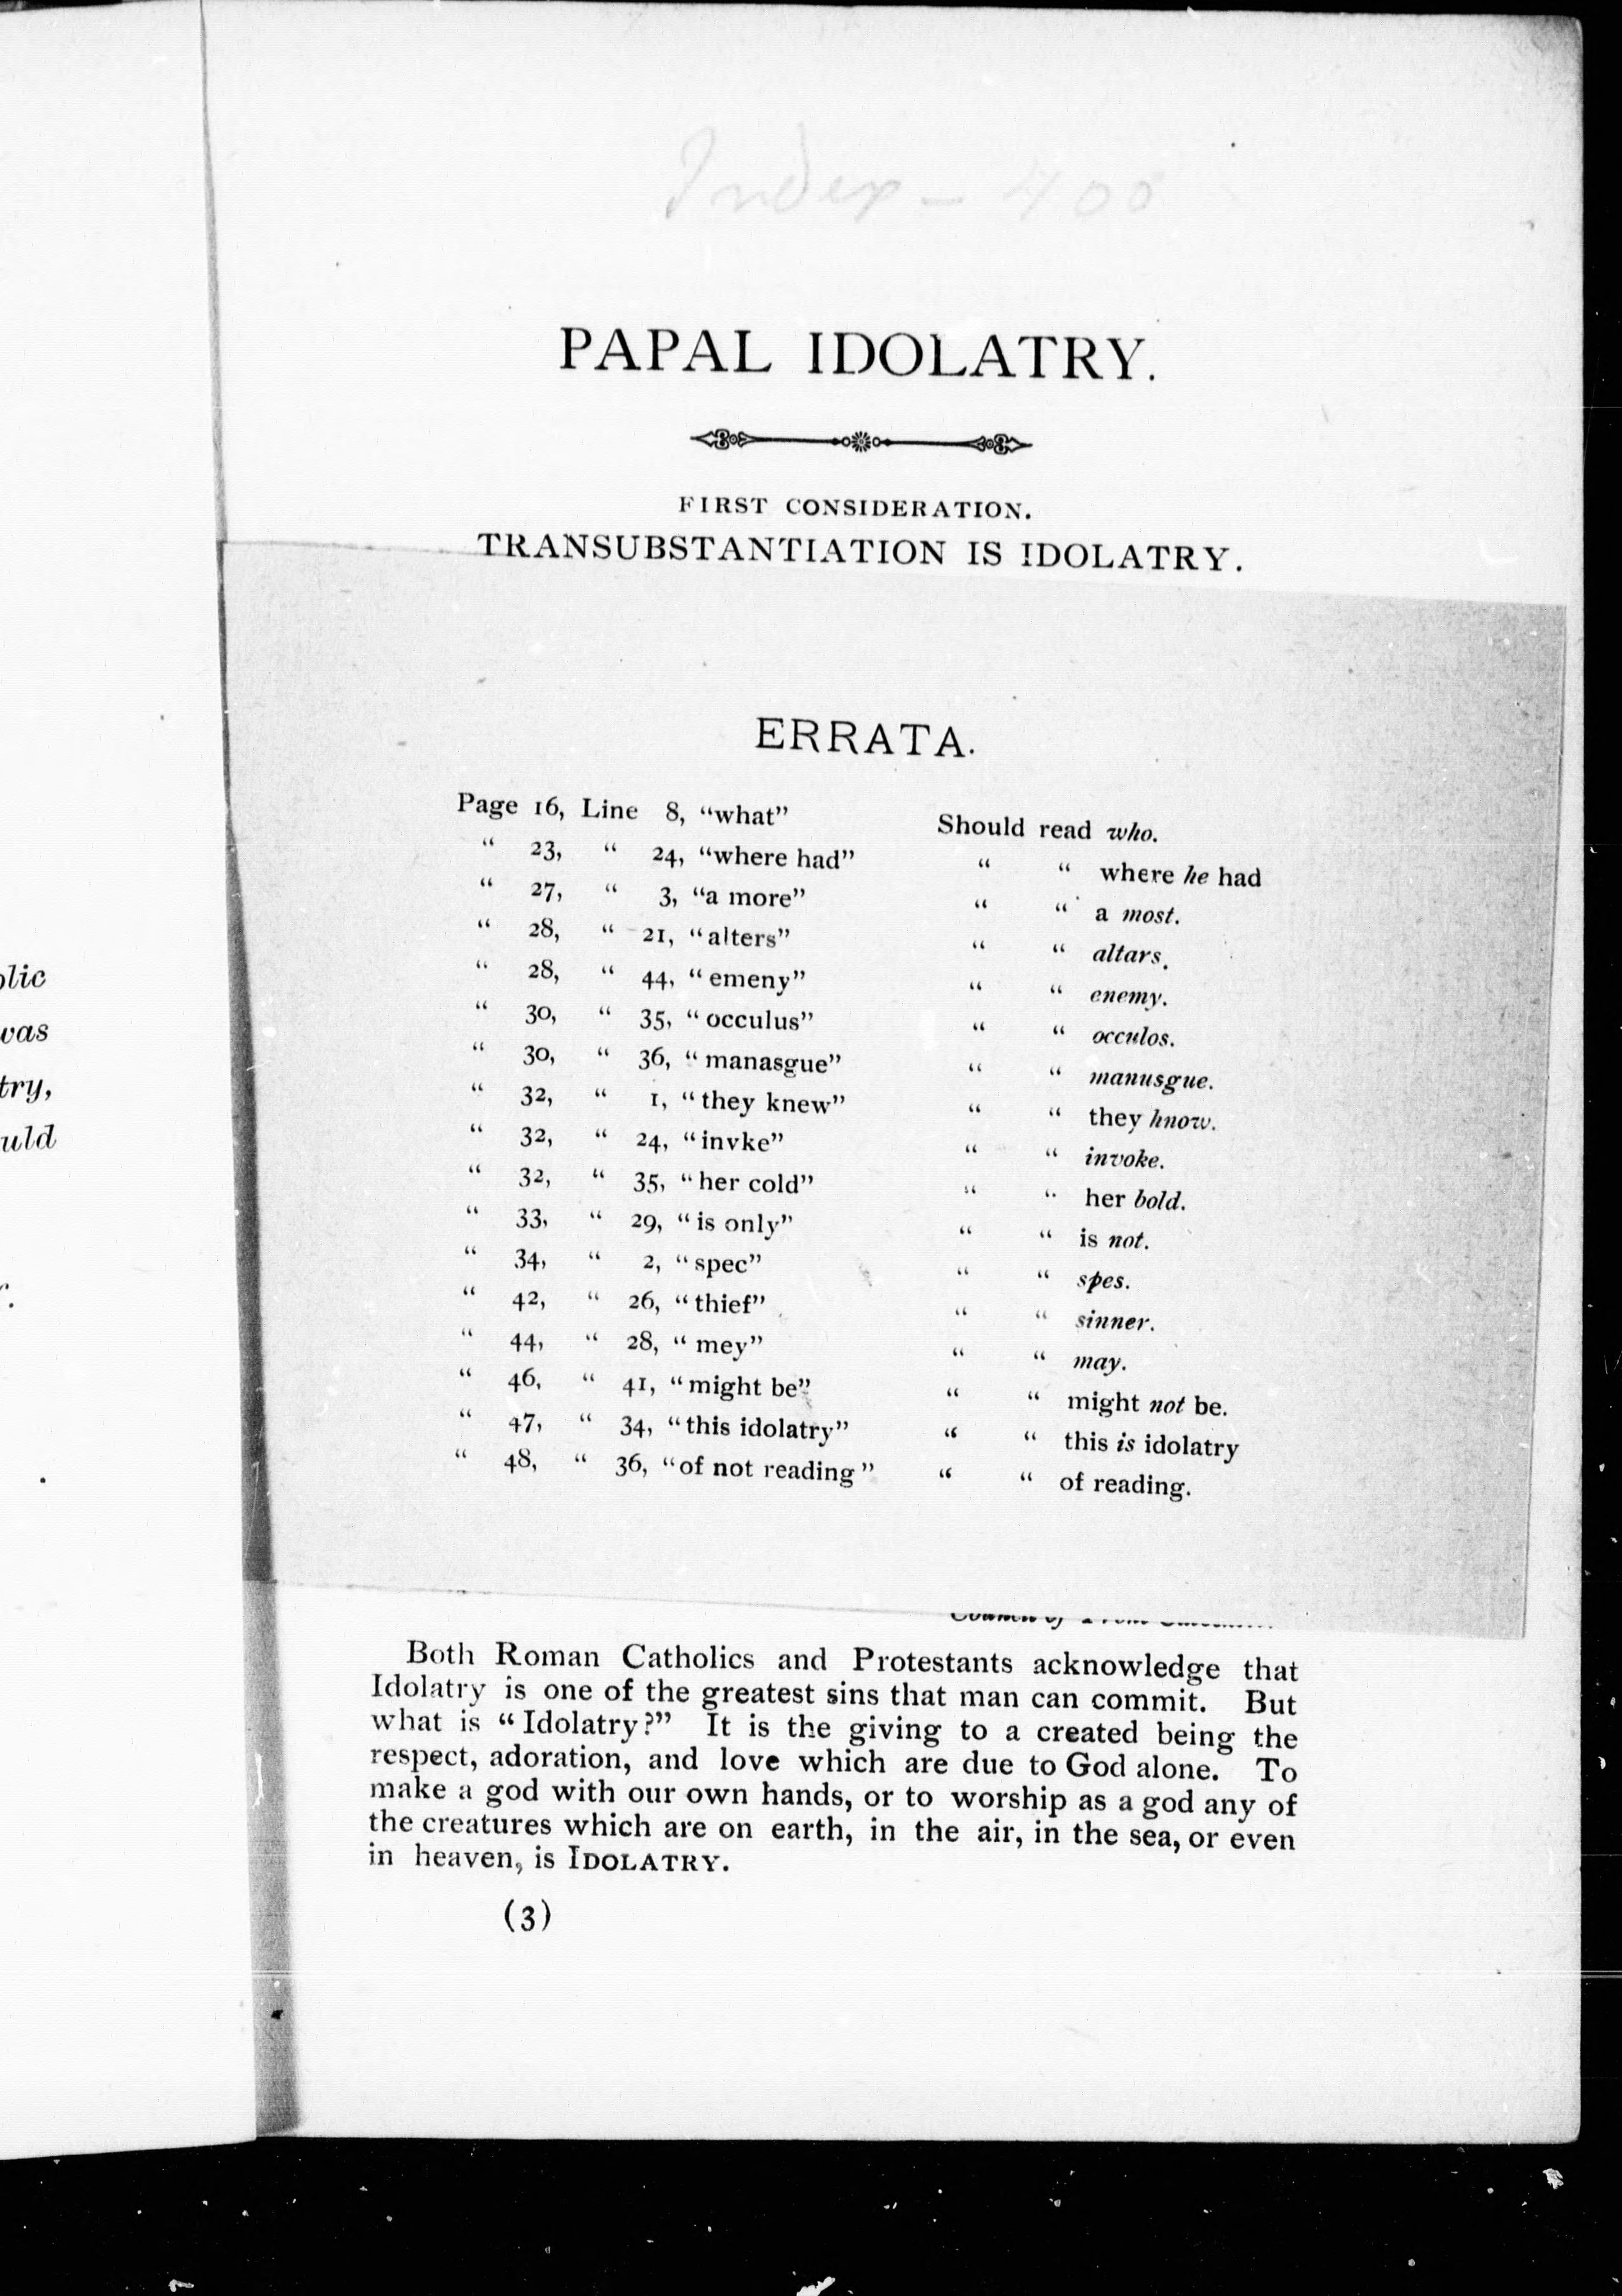 Index - 400
PAPAL IDOLATRY.
FIRST CONSIDERATION.
TRANSUBSTANTIATION IS IDOLATRY.
ERRATA.
Page 16, Line 8, “what” Should read who.
“ 23, “ 24, “where had” “ “ where he had
“ 27, “ 3, “a more” “ “ a most.
“ 28, “ 21, “alters” “ “ altars.
“ 28, “ 44, “emeny” “ “ enemy.
“ 30, “ 35, “occulus” “ “ occulos.
“ 30, “ 36, “manasgue” “ “ manusgue.
“ 32, “ 1, “they knew” “ “ they know.
“ 32, “ 24, “invke” “ “ invoke.
“ 32, “ 35, “her cold” “ “ her bold.
“ 33, “ 29, “is only” “ “ is not.
“ 34, “ 2, “spec” “ “ spes.
“ 42, “ 26, “thief” “ “ sinner.
“ 44, “ 28, “mey” “ “ may.
“ 46, “ 41, “might be” “ “ might not be.
“ 47, “ 34, “this idolatry” “ “ this is idolatry
“ 48, “ 36, “of not reading” “ “ of reading.
Both Roman Catholics and Protestants acknowledge that
Idolatry is one of the greatest sins that man can commit. But
what is “Idolatry?” It is the giving to a created being the
respect, adoration, and love which are due to God alone. To
make a god with our own hands, or to worship as a god any of
the creatures which are on earth, in the air, in the sea, or even
in heaven, is IDOLATRY.
(3)